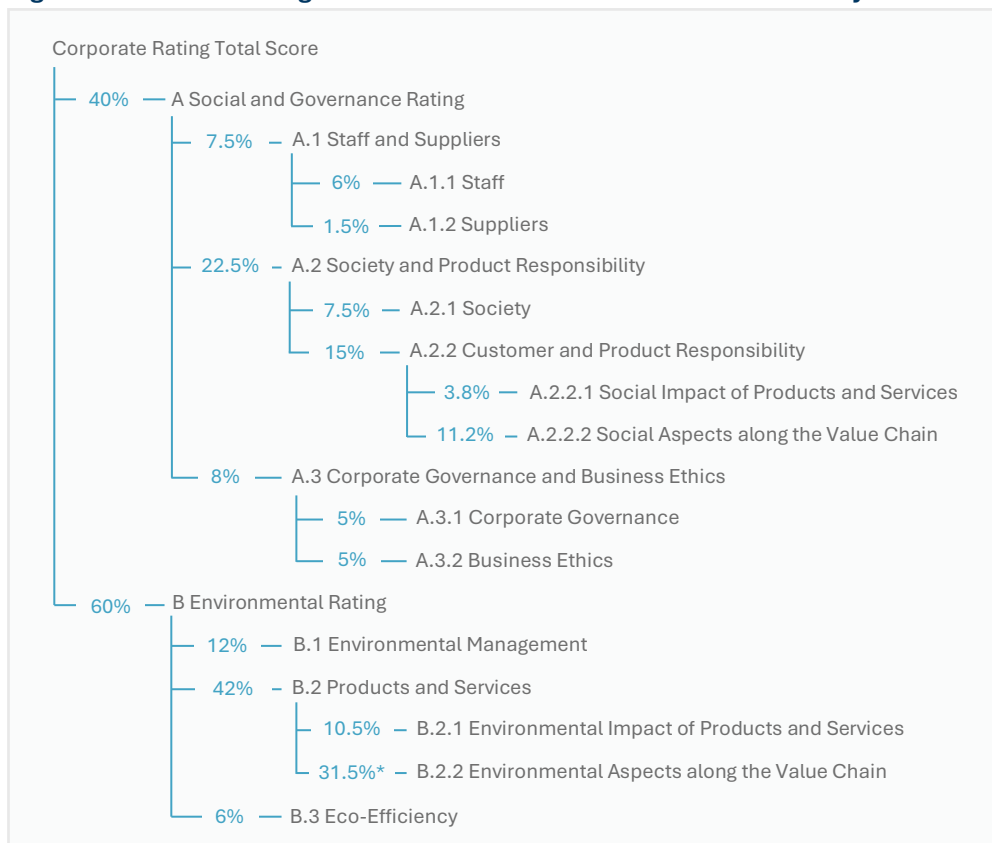 Corporate Rating Total Score
40% A Social and Governance Rating
7.5% A.1 Staff and Suppliers
6% A.1.1 Staff
1.5% A.1.2 Suppliers
22.5% A.2 Society and Product Responsibility
7.5% A.2.1 Society
15% A.2.2 Customer and Product Responsibility
3.8% A.2.2.1 Social Impact of Products and Services
11.2% A.2.2.2 Social Aspects along the Value Chain
8% A.3 Corporate Governance and Business Ethics
5% A.3.1 Corporate Governance
5% A.3.2 Business Ethics
60% B Environmental Rating
12% B.1 Environmental Management
42% B.2 Products and Services
10.5% B.2.1 Environmental Impact of Products and Services
31.5%* B.2.2 Environmental Aspects along the Value Chain
6% B.3 Eco-Efficiency